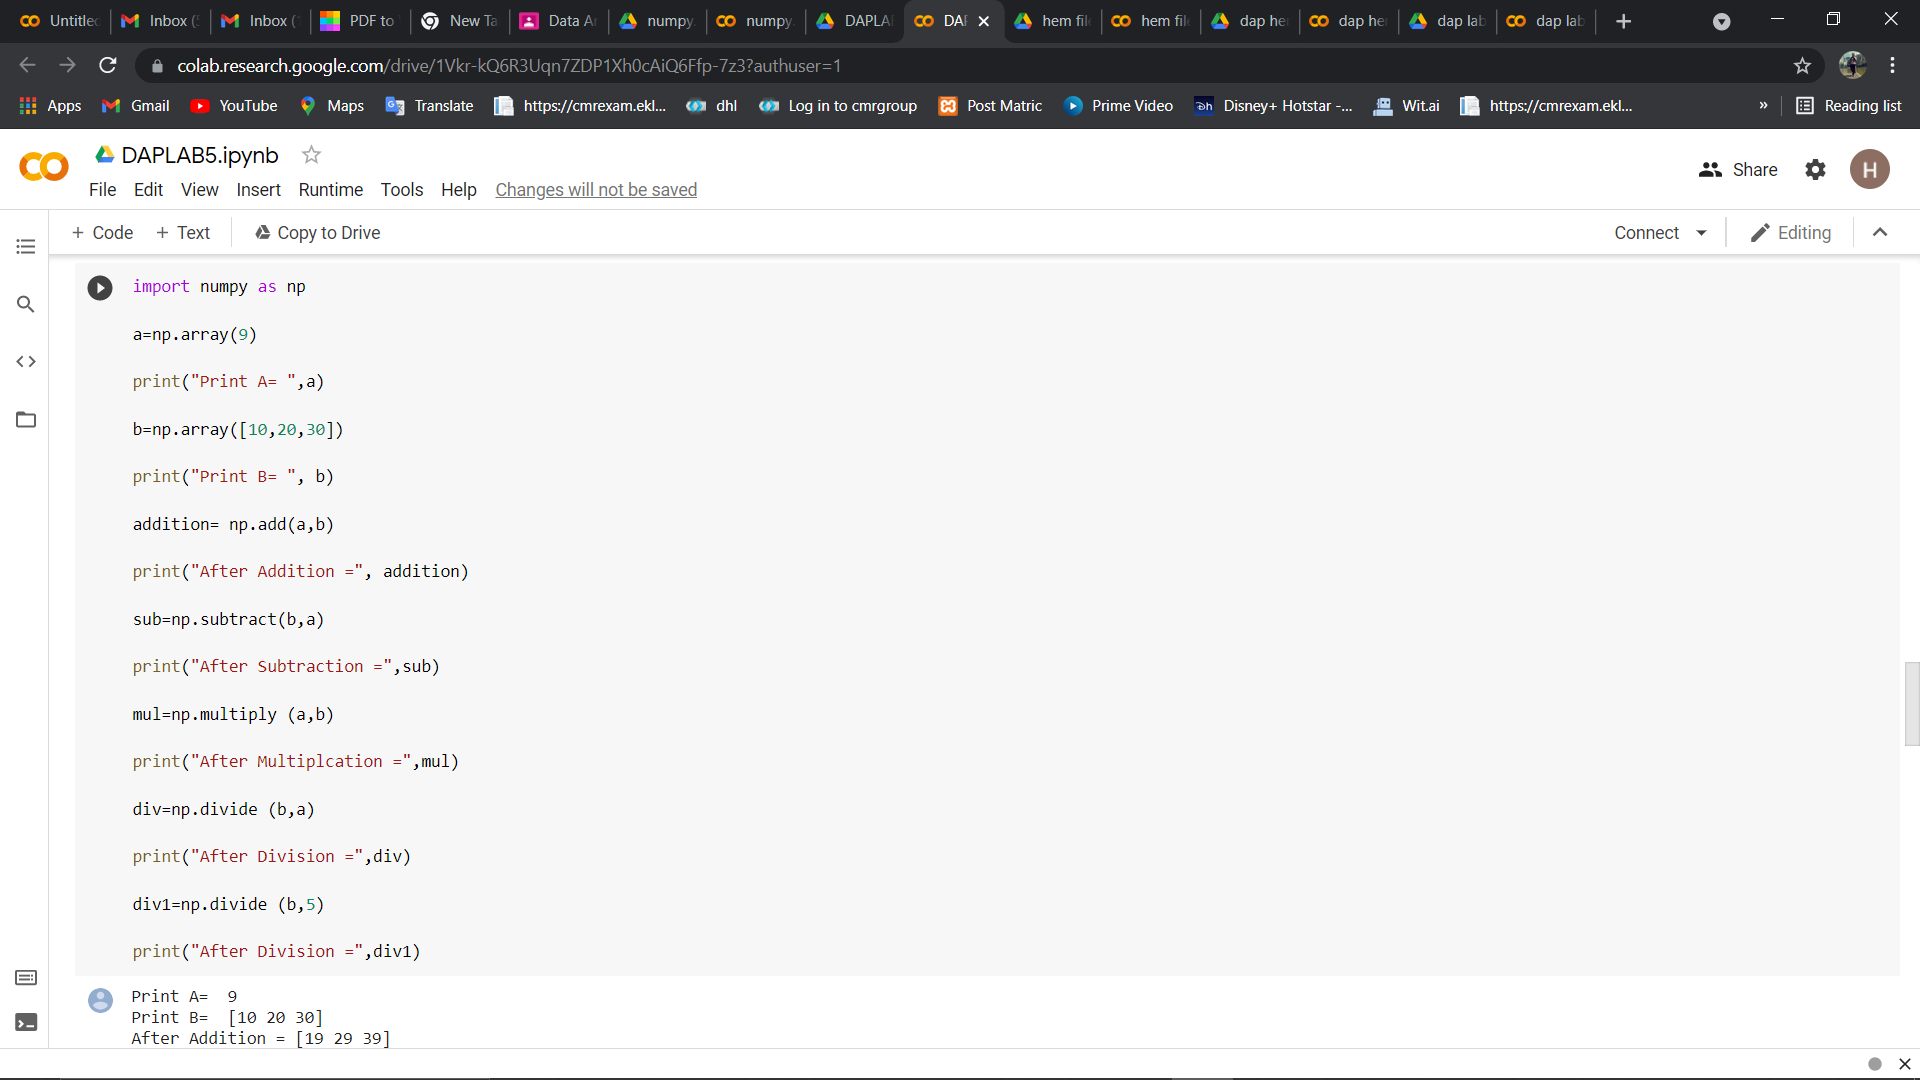 Untitled Inbox (5 Inbox (1 PDF to New Ta Data A numpy. numpy. DAPLA DAP hem file hem file dap he dap he dap lab dap lab
colab.research.google.com/drive/1Vkr-kQ6R3Uqn7ZDP1Xh0cAiQ6Ffp-7z3?authuser=1
Apps Gmail YouTube Maps Translate https://cmrexam.ekl... dhl Log in to cmrgroup Post Matric Prime Video Disney+ Hotstar -... Wit.ai https://cmrexam.ekl... » Reading list
DAPLAB5.ipynb
Share H
File Edit View Insert Runtime Tools Help Changes will not be saved
+ Code + Text Copy to Drive Connect Editing
import numpy as np
a=np.array(9)
print("Print A= ",a)
b=np.array([10,20,30])
print("Print B= ", b)
addition= np.add(a,b)
print("After Addition =", addition)
sub=np.subtract(b,a)
print("After Subtraction =",sub)
mul=np.multiply (a,b)
print("After Multiplcation =",mul)
div=np.divide (b,a)
print("After Division =",div)
div1=np.divide (b,5)
print("After Division =",div1)
Print A=  9
Print B=  [10 20 30]
After Addition = [19 29 39]